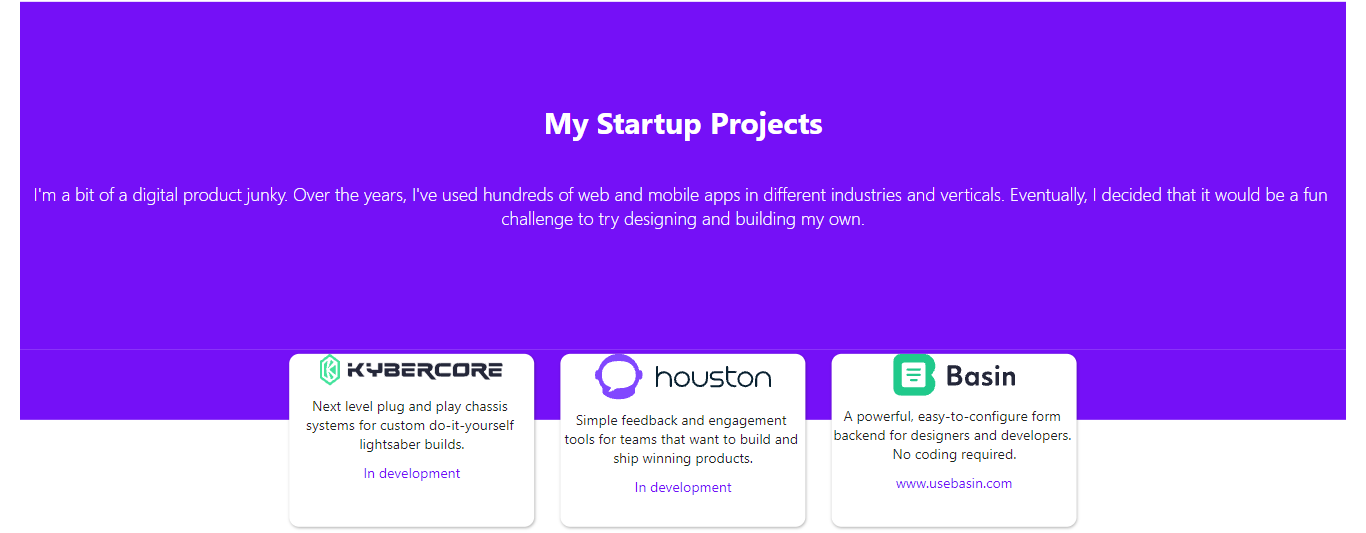 My Startup Projects
I'm a bit of a digital product junky. Over the years, I've used hundreds of web and mobile apps in different industries and verticals. Eventually, I decided that it would be a fun
challenge to try designing and building my own.
KYBERCORE
Next level plug and play chassis
systems for custom do-it-yourself
lightsaber builds.
In development
houston
Simple feedback and engagement
tools for teams that want to build and
ship winning products.
In development
Basin
A powerful, easy-to-configure form
backend for designers and developers.
No coding required.
www.usebasin.com